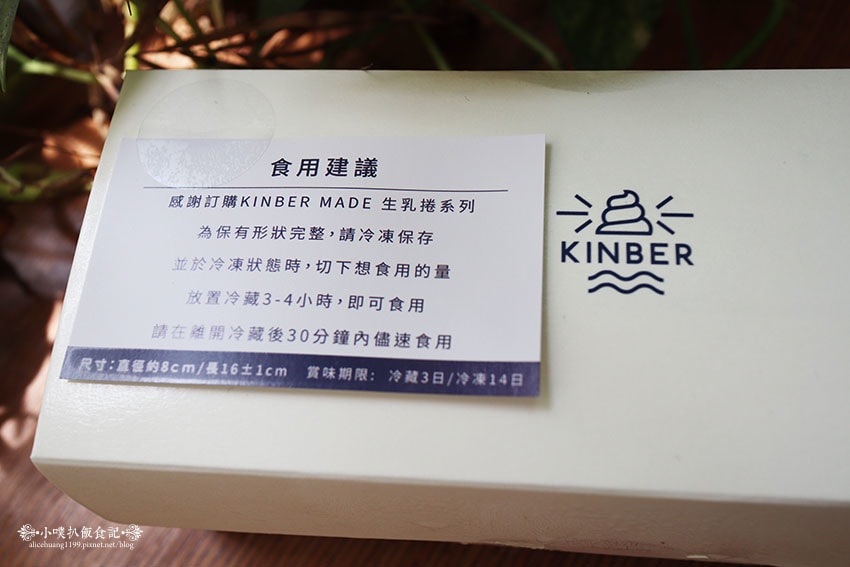 食用建議
感謝訂購KINBER MADE 生乳捲系列
為保有形狀完整，請冷凍保存
並於冷凍狀態時，切下想食用的量
放置冷藏3-4小時，即可食用
請在離開冷藏後30分鐘內儘速食用
尺寸：直徑約8cm/長16±1cm 賞味期限: 冷藏3日/冷凍14日
KINBER
小噗扒飯食記
alicehuang1199.pixnet.net/blog